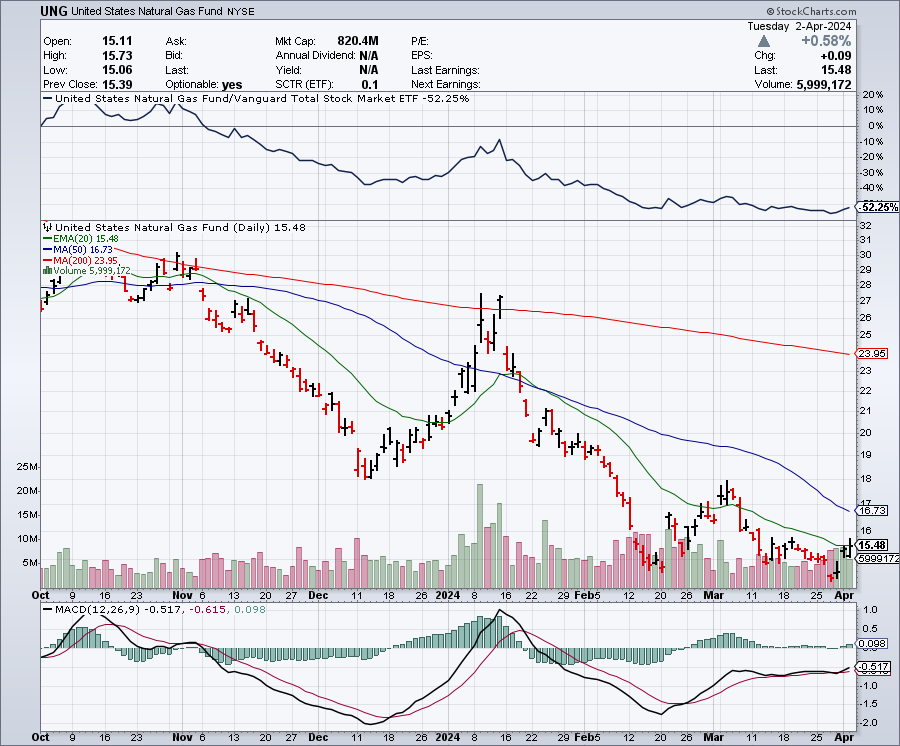 UNG United States Natural Gas Fund NYSE © StockCharts.com
Tuesday 2-Apr-2024
Open: 15.11 Ask: Mkt Cap: 820.4M P/E: +0.58%
High: 15.73 Bid: Annual Dividend: N/A EPS: Chg: +0.09
Low: 15.06 Last: Yield: N/A Last Earnings: Last: 15.48
Prev Close: 15.39 Optionable: yes SCTR (ETF): 0.1 Next Earnings: Volume: 5,999,172
United States Natural Gas Fund/Vanguard Total Stock Market ETF -52.25%
20%
10%
0%
-10%
-20%
-30%
-40%
-52.25%
United States Natural Gas Fund (Daily) 15.48
EMA(20) 15.48
MA(50) 16.73
MA(200) 23.95
Volume 5,999,172
32
31
30
29
28
27
26
25
23.95
23
22
21
20
19
18
17
16.73
16
15.48
5999172
25M
20M
15M
10M
5M
Oct 9 16 23 Nov 6 13 20 27 Dec 11 18 26 2024 8 16 22 29 Feb5 12 20 26 Mar 11 18 25 Apr
MACD(12,26,9) -0.517, -0.615, 0.098
1.0
0.5
0.098
-0.517
-1.0
-1.5
-2.0
Oct 9 16 23 Nov 6 13 20 27 Dec 11 18 26 2024 8 16 22 29 Feb5 12 20 26 Mar 11 18 25 Apr